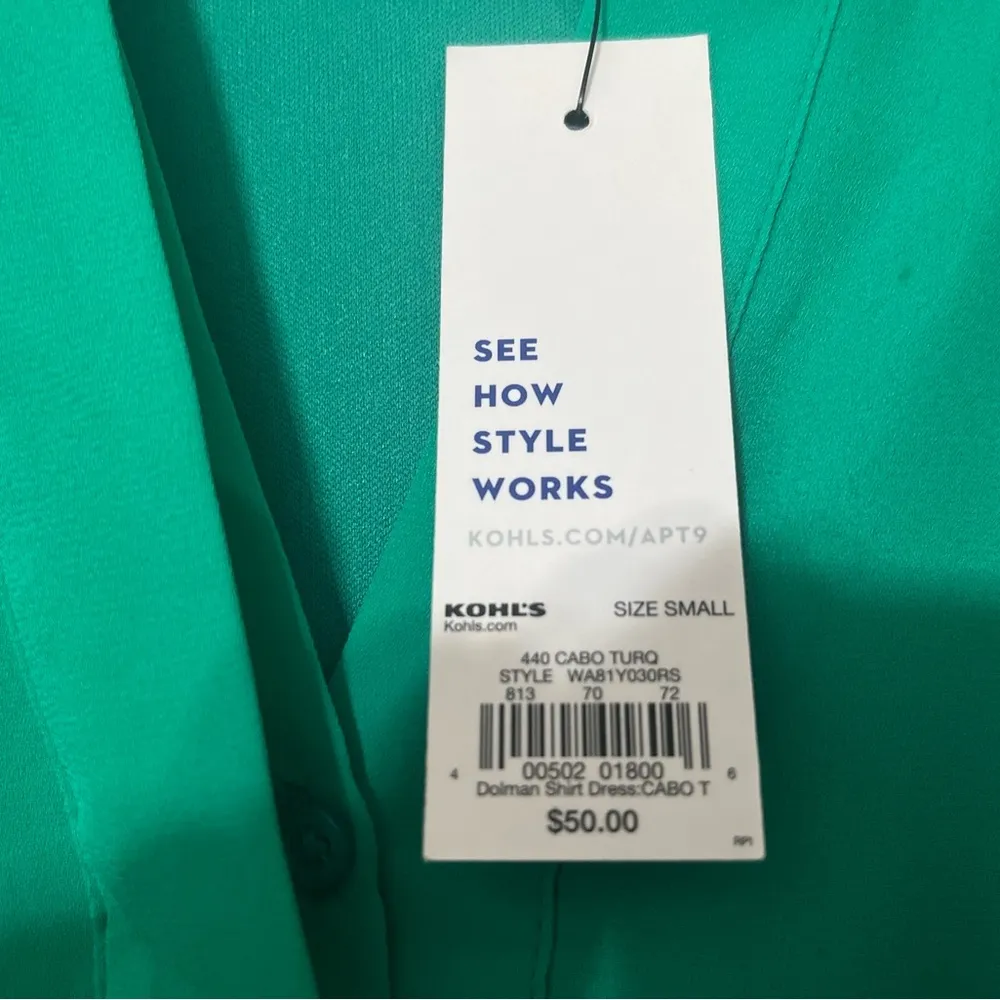 SEE
HOW
STYLE
WORKS
KOHLS.COM/APT9
KOHL'S SIZE SMALL
Kohls.com
440 CABO TURQ
STYLE WA81Y030RS
813 70 72
4 00502 01800 6
Dolman Shirt Dress:CABO T
$50.00
RP1